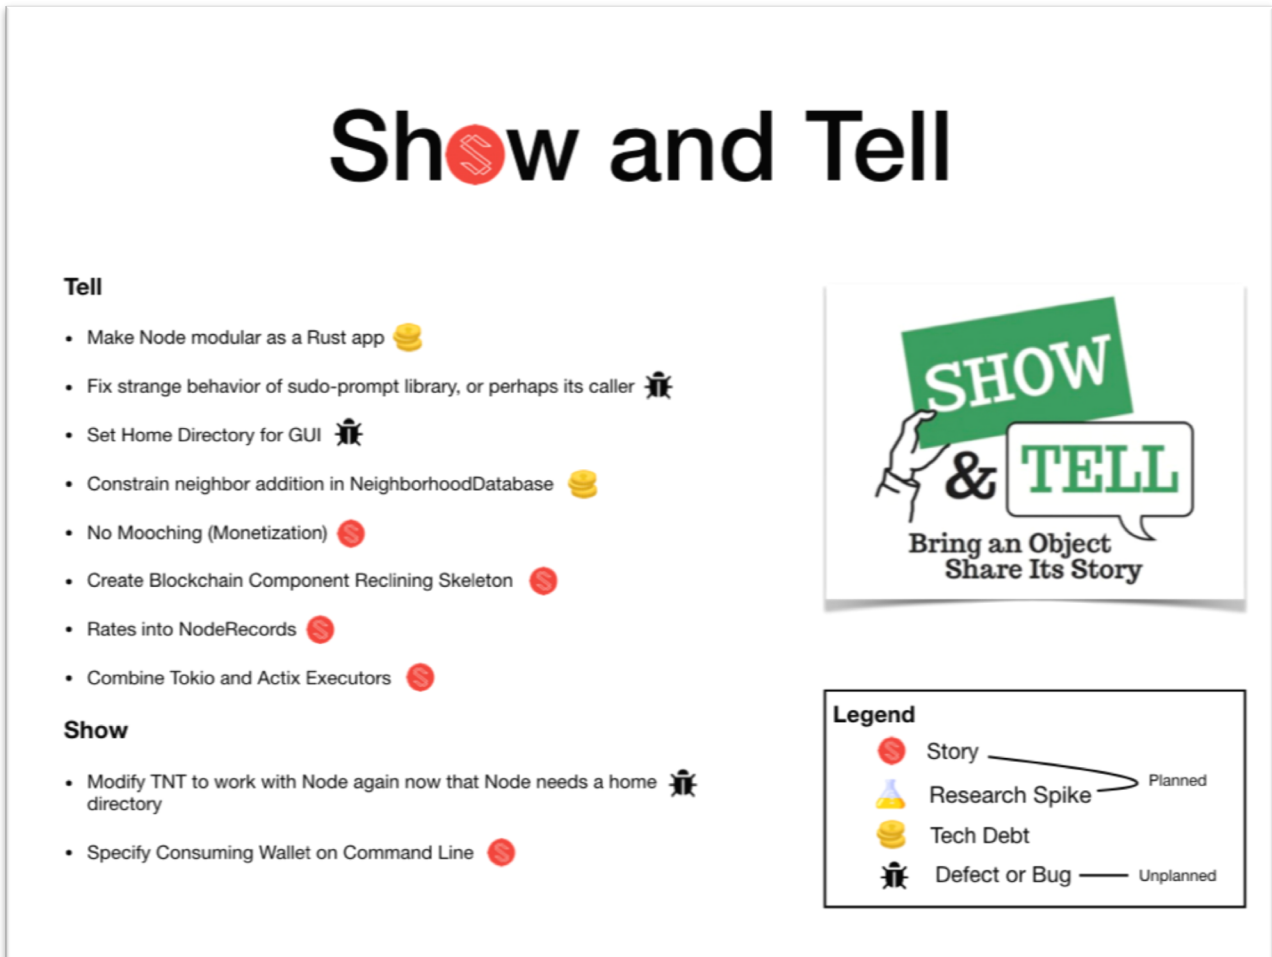 Show and Tell
Tell
• Make Node modular as a Rust app
• Fix strange behavior of sudo-prompt library, or perhaps its caller
• Set Home Directory for GUI
• Constrain neighbor addition in NeighborhoodDatabase
• No Mooching (Monetization)
• Create Blockchain Component Reclining Skeleton
• Rates into NodeRecords
• Combine Tokio and Actix Executors
Show
• Modify TNT to work with Node again now that Node needs a home
directory
• Specify Consuming Wallet on Command Line
SHOW
& TELL
Bring an Object
Share Its Story
Legend
Story
Research Spike
Planned
Tech Debt
Defect or Bug
Unplanned